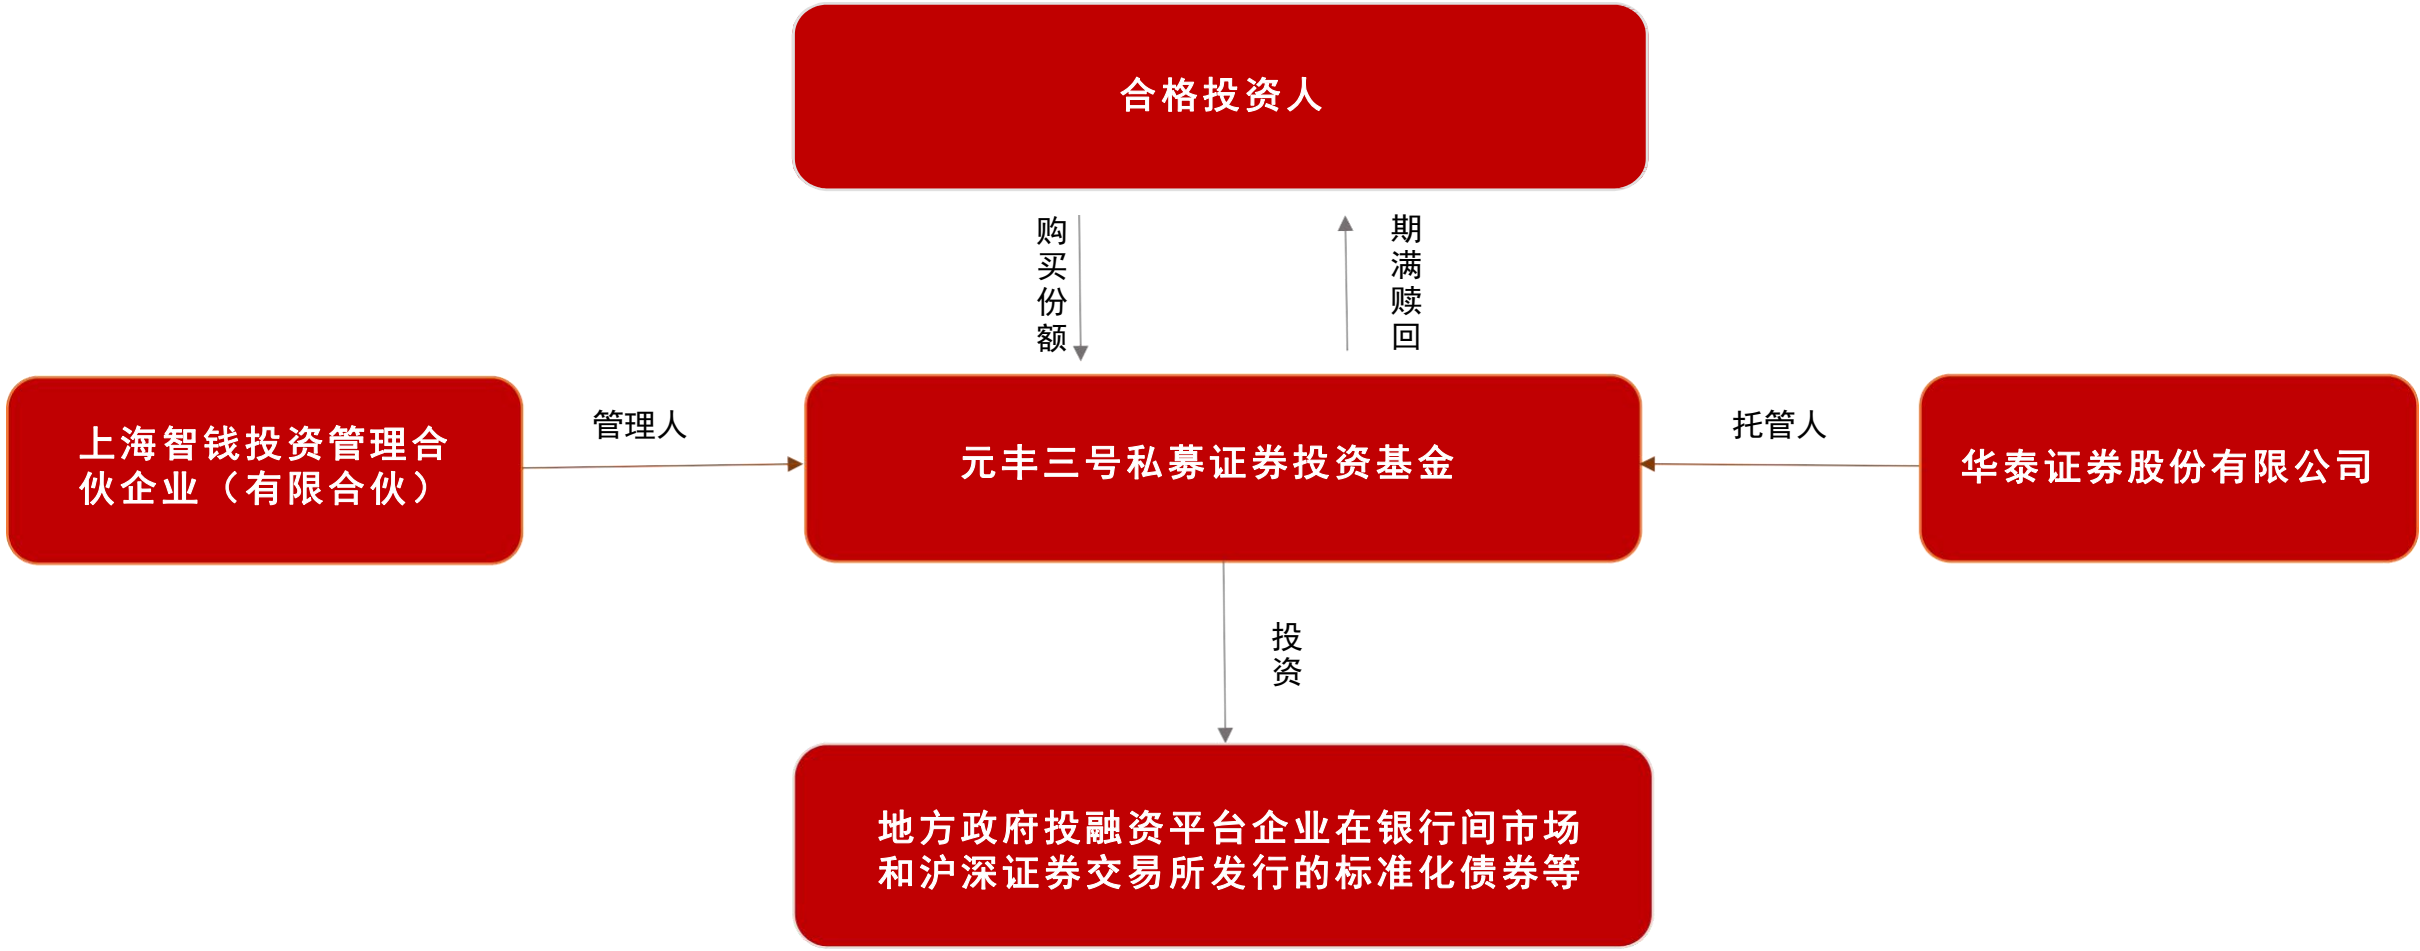 合格投资人
购买份额
期满赎回
上海智钱投资管理合
伙企业（有限合伙）
管理人
元丰三号私募证券投资基金
托管人
华泰证券股份有限公司
投资
地方政府投融资平台企业在银行间市场
和沪深证券交易所发行的标准化债券等